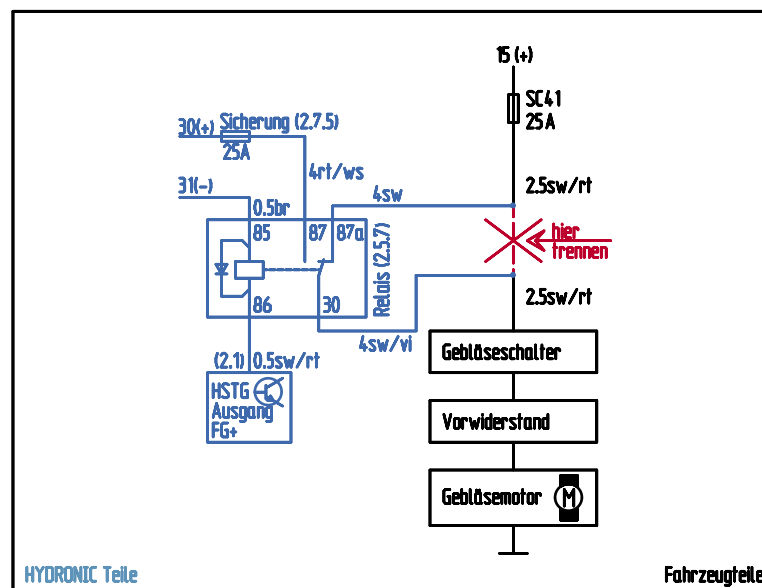 15 (+)
SC41
25A
Sicherung (2.7.5)
30(+)
25A
4rt/ws
31(-)
4sw
2.5sw/rt
0.5br
85
87
87a
hier
trennen
Relais (2.5.7)
86
30
2.5sw/rt
4sw/vi
Gebläseschalter
(2.1)
0.5sw/rt
HSTG
Ausgang
FG+
Vorwiderstand
Gebläsemotor
M
HYDRONIC Teile
Fahrzeugteile